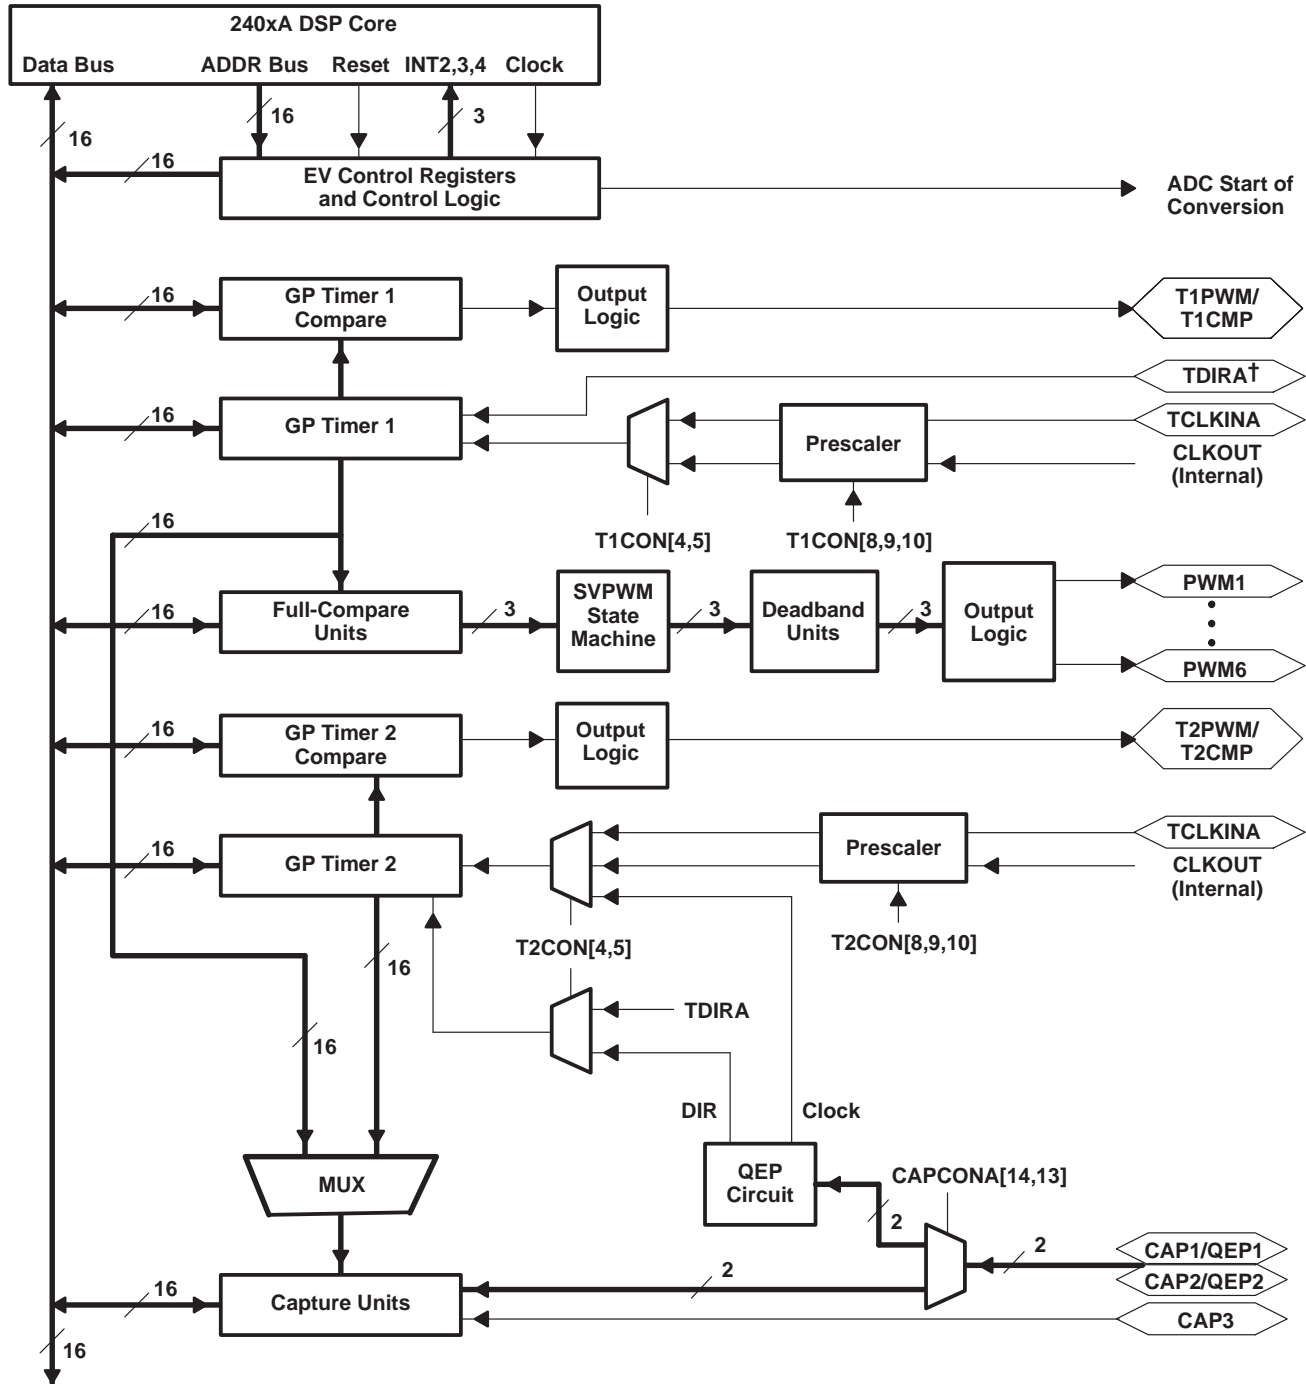 240xA DSP Core
Data Bus
ADDR Bus
Reset
INT2,3,4
Clock
16
16
3
16
EV Control Registers
and Control Logic
ADC Start of
Conversion
16
GP Timer 1
Compare
Output
Logic
T1PWM/
T1CMP
TDIRA†
16
GP Timer 1
Prescaler
TCLKINA
CLKOUT
(Internal)
16
T1CON[4,5]
T1CON[8,9,10]
16
Full-Compare
Units
3
SVPWM
State
Machine
3
Deadband
Units
3
Output
Logic
PWM1
PWM6
16
GP Timer 2
Compare
Output
Logic
T2PWM/
T2CMP
16
GP Timer 2
Prescaler
TCLKINA
CLKOUT
(Internal)
T2CON[4,5]
T2CON[8,9,10]
16
TDIRA
16
DIR
Clock
MUX
QEP
Circuit
CAPCONA[14,13]
2
2
CAP1/QEP1
CAP2/QEP2
2
16
Capture Units
CAP3
16